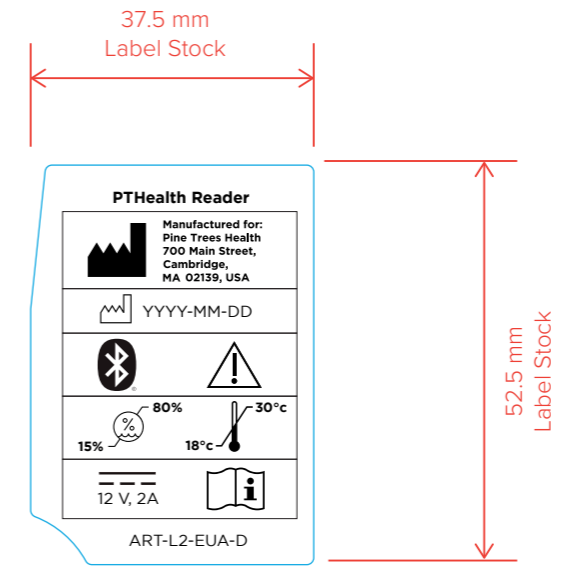 37.5 mm
Label Stock
PTHealth Reader
Manufactured for:
Pine Trees Health
700 Main Street,
Cambridge,
MA 02139, USA
YYYY-MM-DD
80%
%
15%
30°c
18°c
12 V, 2A
i
ART-L2-EUA-D
52.5 mm
Label Stock